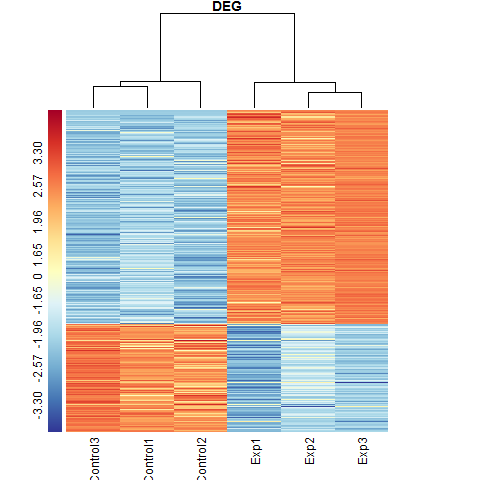 DEG
3.30
2.57
1.96
1.65
0
-1.65
-1.96
-2.57
-3.30
Control3
Control1
Control2
Exp1
Exp2
Exp3